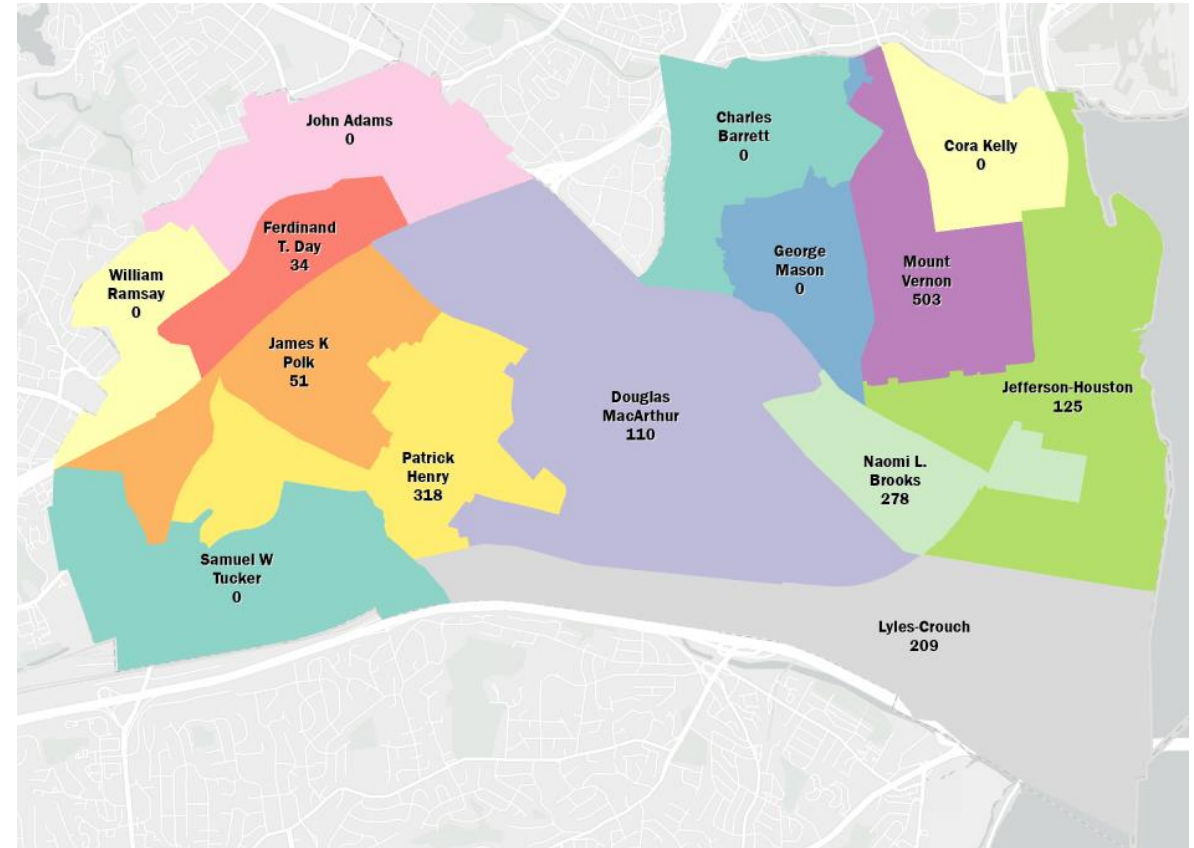 John Adams
0
Charles
Barrett
0
Cora Kelly
0
Ferdinand
T. Day
34
William
Ramsay
0
George
Mason
0
Mount
Vernon
503
James K
Polk
51
Jefferson-Houston
125
Douglas
MacArthur
110
Patrick
Henry
318
Naomi L.
Brooks
278
Samuel W
Tucker
0
Lyles-Crouch
209